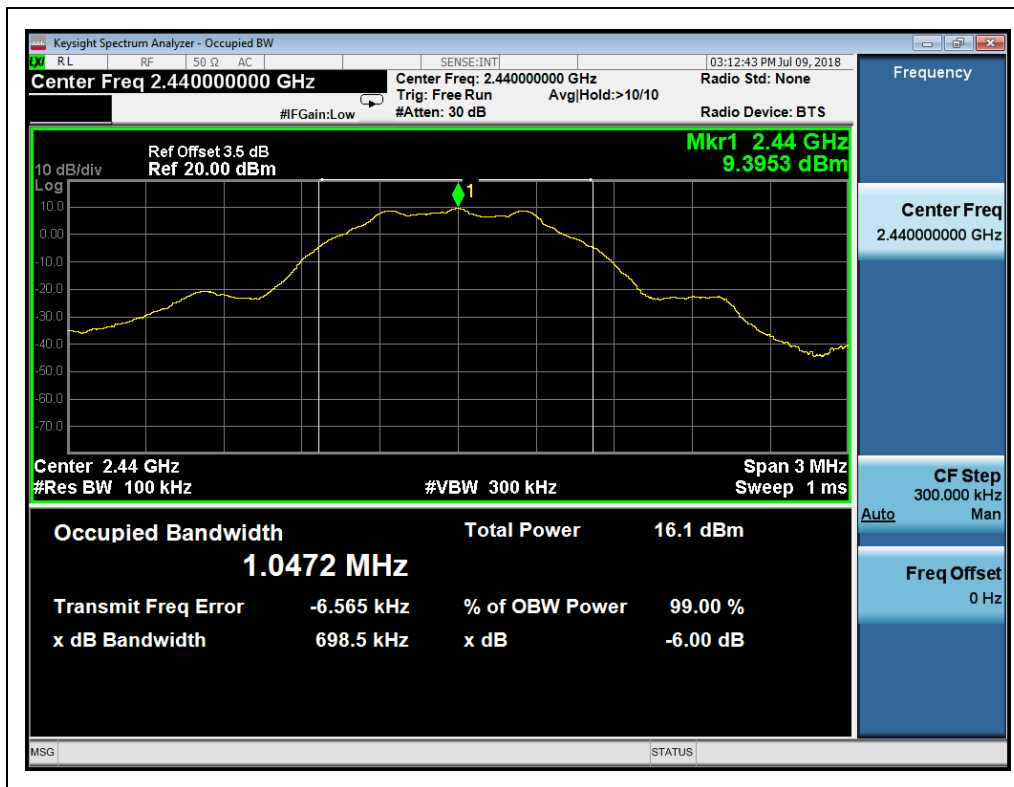 Keysight Spectrum Analyzer - Occupied BW
LXI RL RF 50 Ω AC SENSE:INT 03:12:43 PM Jul 09, 2018
Center Freq 2.440000000 GHz
Center Freq: 2.440000000 GHz Radio Std: None
Trig: Free Run Avg|Hold:>10/10
#IFGain:Low #Atten: 30 dB Radio Device: BTS
Mkr1 2.44 GHz
9.3953 dBm
Ref Offset 3.5 dB
10 dB/div Ref 20.00 dBm
Log
1
10.0
0.00
-10.0
-20.0
-30.0
-40.0
-50.0
-60.0
-70.0
Center 2.44 GHz Span 3 MHz
#Res BW 100 kHz #VBW 300 kHz Sweep 1 ms
Occupied Bandwidth Total Power 16.1 dBm
1.0472 MHz
Transmit Freq Error -6.565 kHz % of OBW Power 99.00 %
x dB Bandwidth 698.5 kHz x dB -6.00 dB
MSG STATUS
Frequency
Center Freq
2.440000000 GHz
CF Step
300.000 kHz
Auto Man
Freq Offset
0 Hz